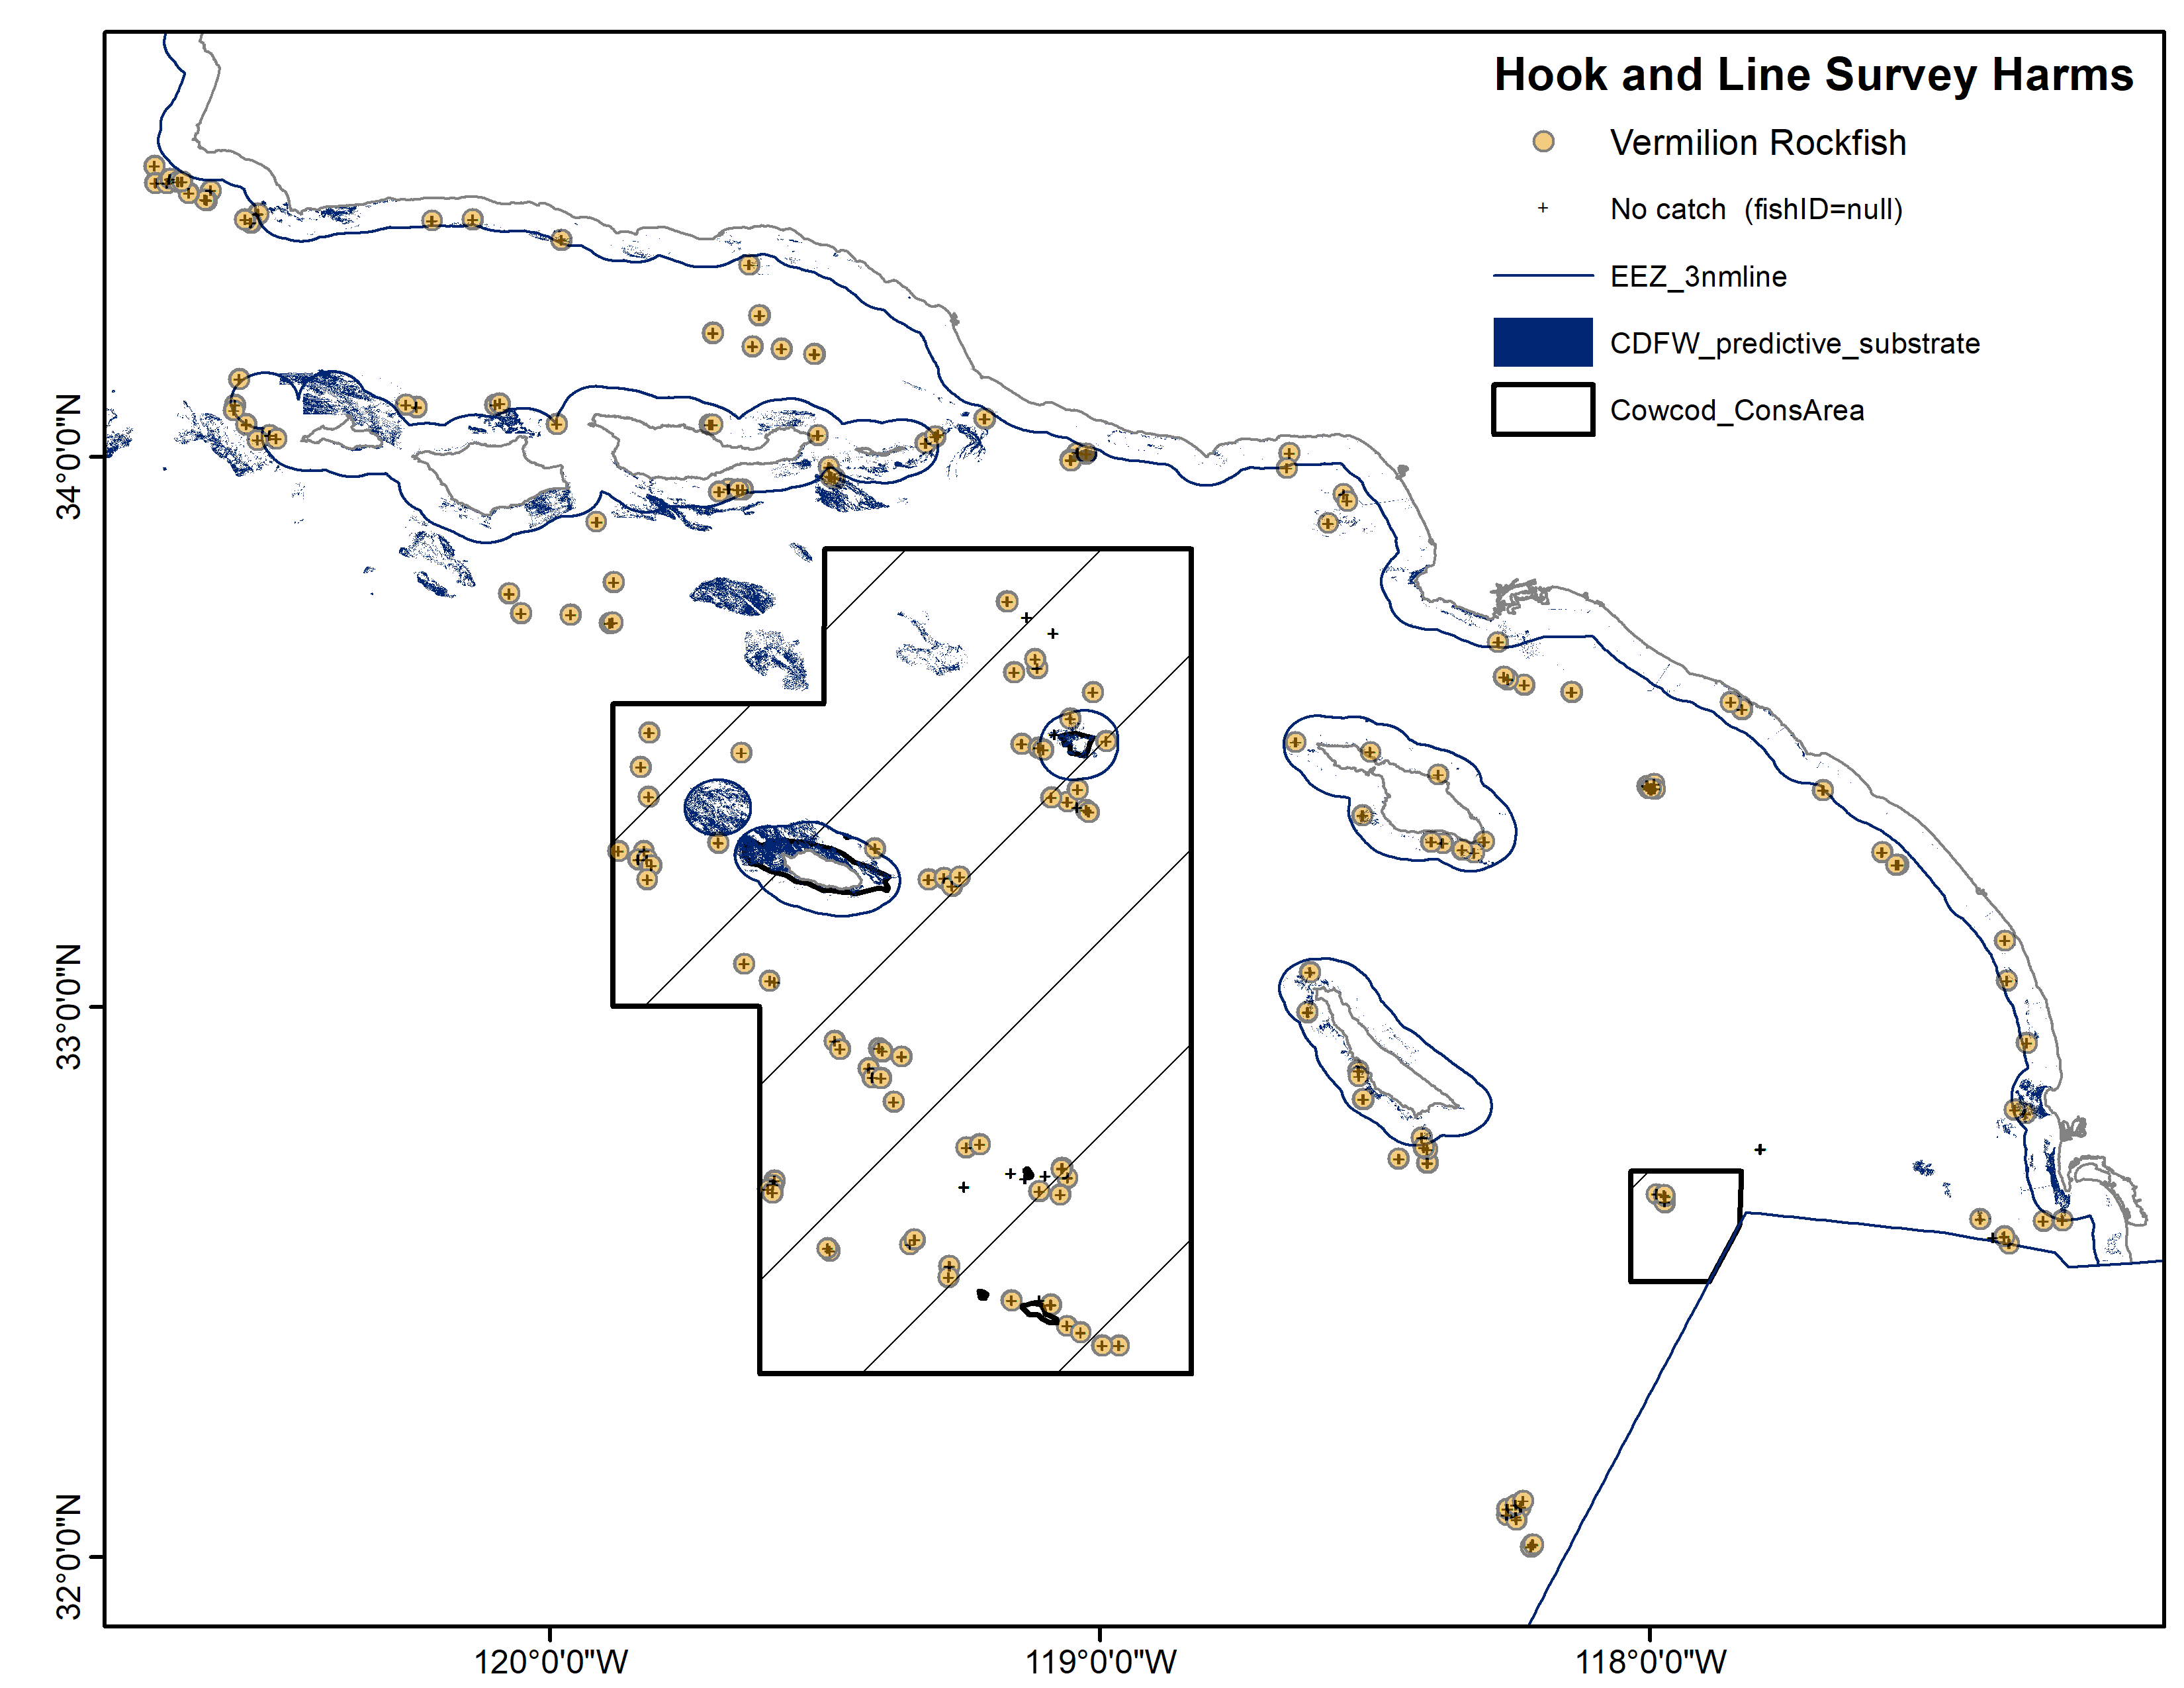 Hook and Line Survey Harms
Vermilion Rockfish
No catch (fishID=null)
EEZ_3nmline
CDFW_predictive_substrate
Cowcod_ConsArea
34°0'0"N
33°0'0"N
32°0'0"N
120°0'0"W
119°0'0"W
118°0'0"W